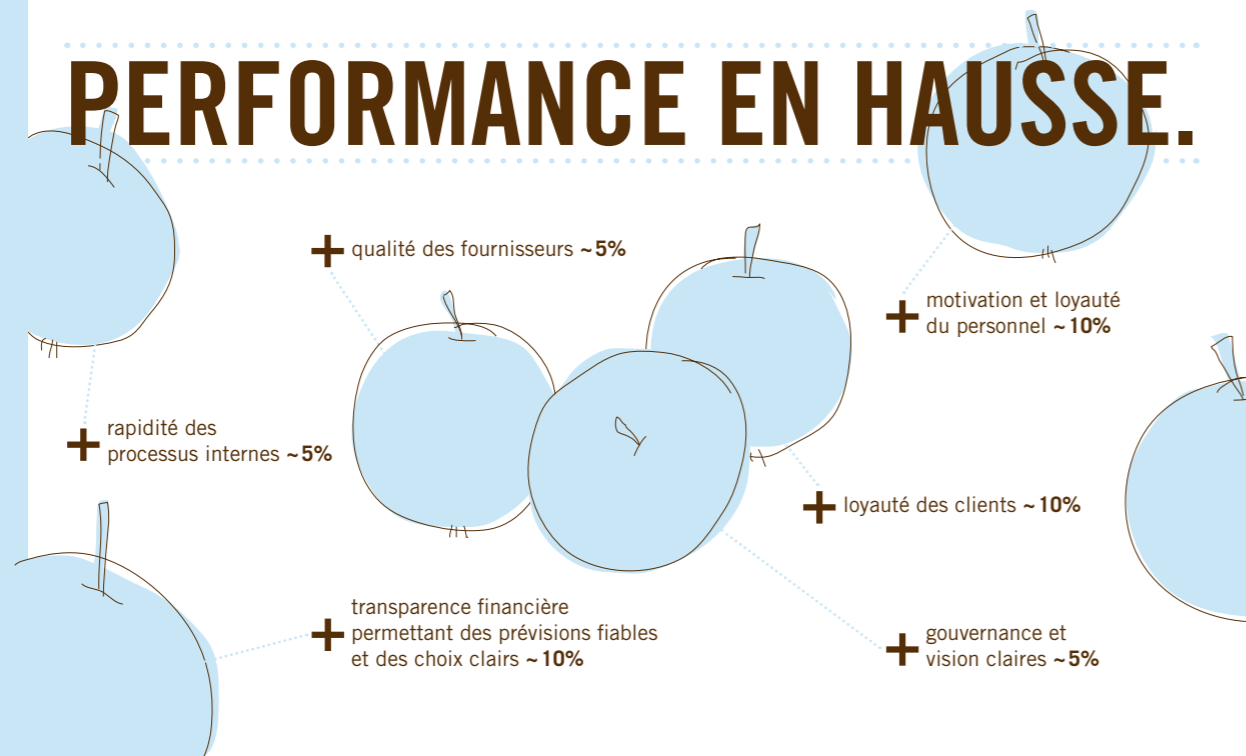 PERFORMANCE EN HAUSSE.
+ qualité des fournisseurs ~5%
+ motivation et loyauté
du personnel ~10%
+ rapidité des
processus internes ~5%
+ loyauté des clients ~10%
+ transparence financière
permettant des prévisions fiables
et des choix clairs ~10%
+ gouvernance et
vision claires ~5%